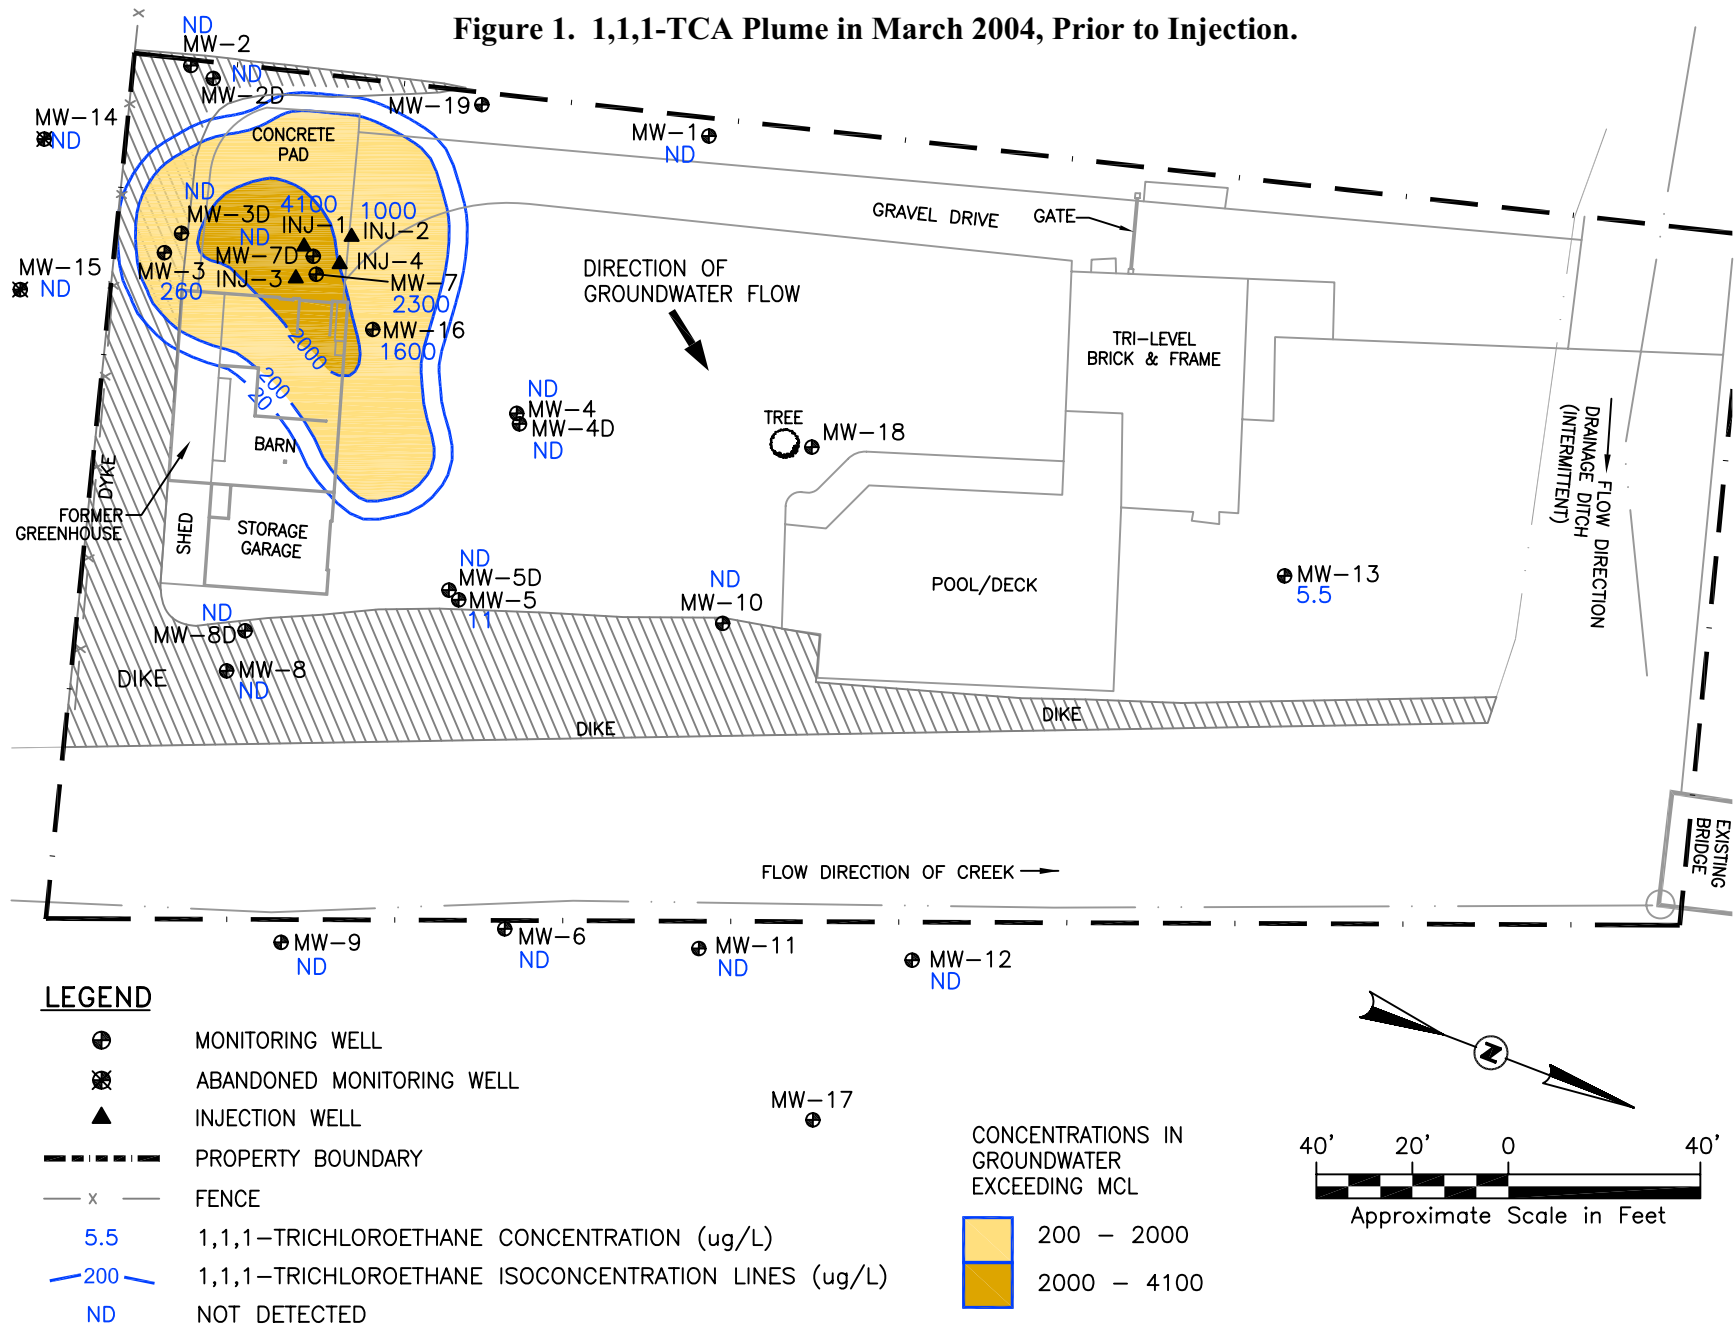 Figure 1.  1,1,1-TCA Plume in March 2004, Prior to Injection.
x
ND
MW-2
ND
MW-2D
MW-19
MW-14
ND
x
MW-1
ND
CONCRETE
PAD
x
ND
MW-3D
4100
INJ-1
1000
INJ-2
ND
MW-7D
INJ-4
MW-3
260
INJ-3
MW-7
2300
MW-15
ND
x
MW-16
1600
2000
200
20
x
GRAVEL DRIVE
GATE
DIRECTION OF
GROUNDWATER FLOW
TRI-LEVEL
BRICK & FRAME
ND
MW-4
MW-4D
ND
TREE
MW-18
FLOW DIRECTION
DRAINAGE DITCH
(INTERMITTENT)
BARN
DYKE
x
FORMER
GREENHOUSE
SHED
STORAGE
GARAGE
x
ND
MW-5D
MW-5
11
ND
MW-10
POOL/DECK
MW-13
5.5
ND
MW-8D
x
MW-8
ND
DIKE
DIKE
DIKE
EXISTING
BRIDGE
FLOW DIRECTION OF CREEK
MW-9
ND
MW-6
ND
MW-11
ND
MW-12
ND
LEGEND
MONITORING WELL
ABANDONED MONITORING WELL
INJECTION WELL
PROPERTY BOUNDARY
x FENCE
5.5 1,1,1-TRICHLOROETHANE CONCENTRATION (ug/L)
200 1,1,1-TRICHLOROETHANE ISOCONCENTRATION LINES (ug/L)
ND NOT DETECTED
MW-17
CONCENTRATIONS IN
GROUNDWATER
EXCEEDING MCL
200 - 2000
2000 - 4100
N
40' 20' 0 40'
Approximate Scale in Feet